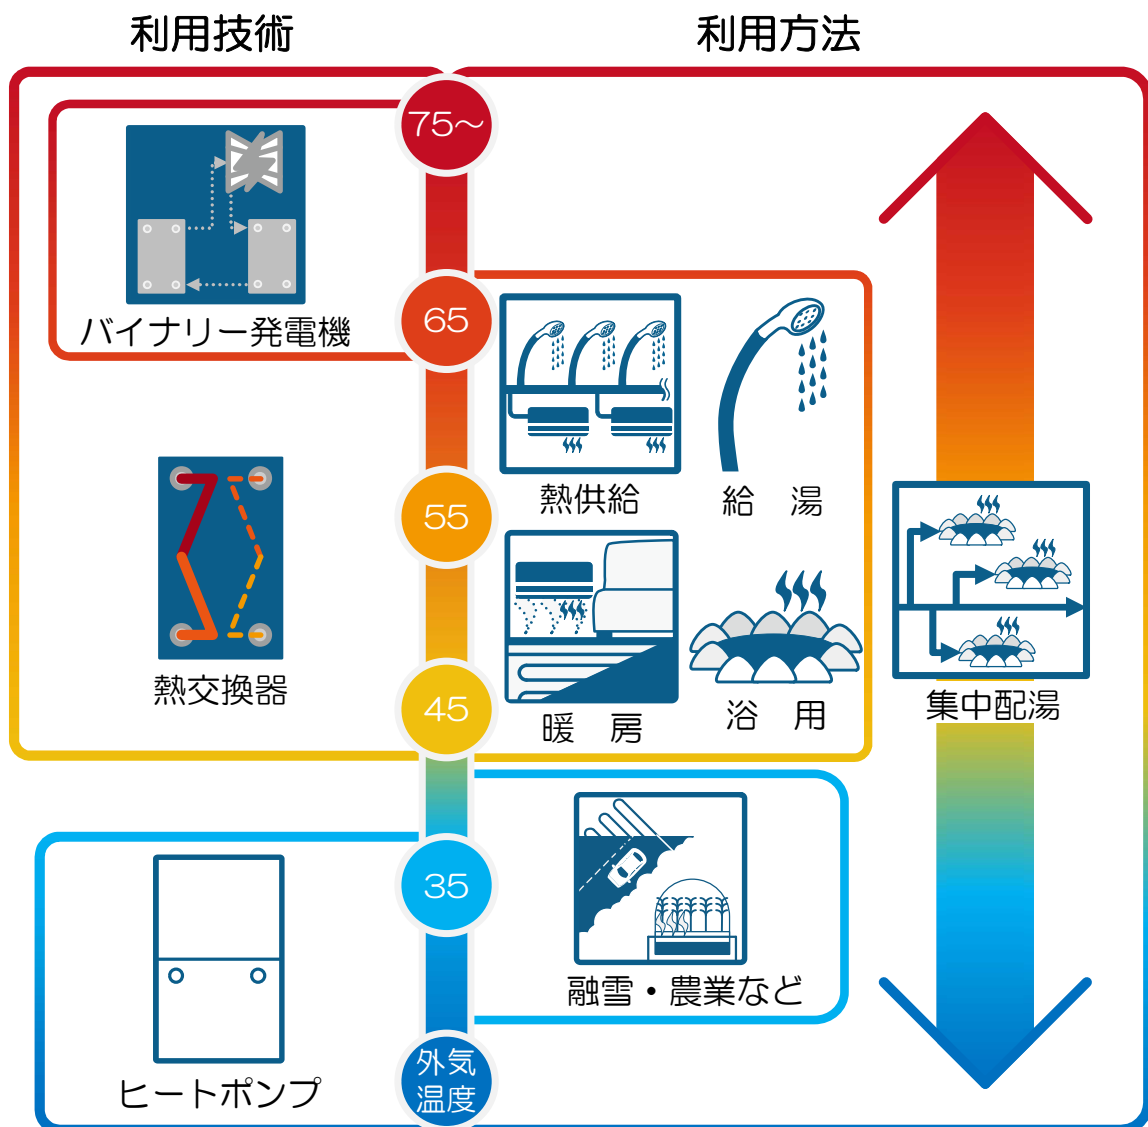 利用技術
利用方法
75～
バイナリー発電機
65
熱供給
給湯
55
熱交換器
45
暖房
浴用
集中配湯
35
融雪・農業など
ヒートポンプ
外気
温度